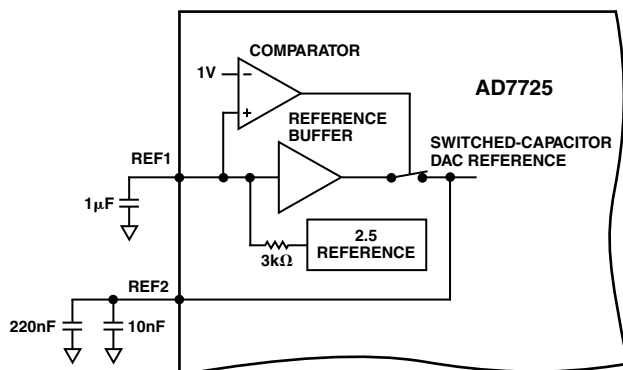 COMPARATOR
1V
−
+
AD7725
REFERENCE
BUFFER
SWITCHED-CAPACITOR
DAC REFERENCE
REF1
1μF
2.5
REFERENCE
3kΩ
REF2
220nF
10nF